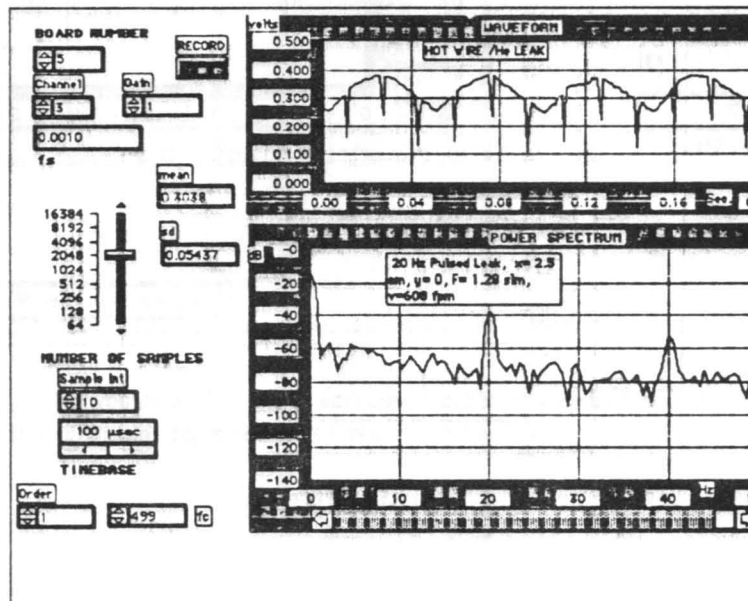 BOARD NUMBER
5
RECORD
Channel
Gain
3
1
0.0010
fs
mean
0.3038
sd
0.05437
16384
8192
4096
2048
1024
512
256
128
64
NUMBER OF SAMPLES
Sample Int
10
100 µsec
TIMEBASE
Order
1
499
fc
volts
WAVEFORM
HOT WIRE /He LEAK
0.500
0.400
0.300
0.200
0.100
0.000
0.00
0.04
0.08
0.12
0.16
Sec
POWER SPECTRUM
dB
-0
-20
-40
-60
-80
-100
-120
-140
20 Hz Pulsed Leak, x= 2.5
cm, y= 0, F= 1.28 slm,
v=608 fpm
0
10
20
30
40
Hz